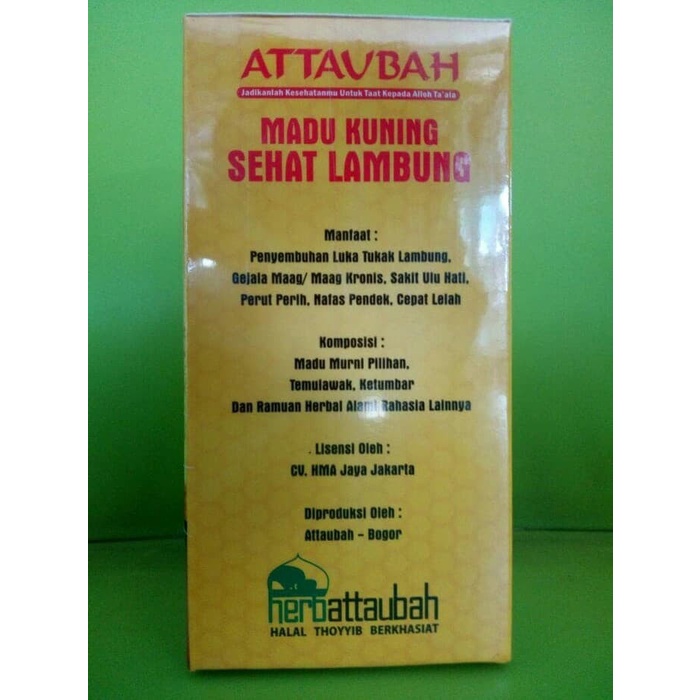 ATTAUBAH
Jadikanlah Kesehatanmu Untuk Taat Kepada Alloh Ta'ala
MADU KUNING
SEHAT LAMBUNG
Manfaat :
Penyembuhan Luka Tukak Lambung,
Gejala Maag/ Maag Kronis, Sakit Ulu Hati,
Perut Perih, Nafas Pendek, Cepat Lelah
Komposisi :
Madu Murni Pilihan,
Temulawak, Ketumbar
Dan Ramuan Herbal Alami Rahasia Lainnya
. Lisensi Oleh :
CV. HMA Jaya Jakarta
Diproduksi Oleh :
Attaubah - Bogor
herbattaubah
HALAL THOYYIB BERKHASIAT